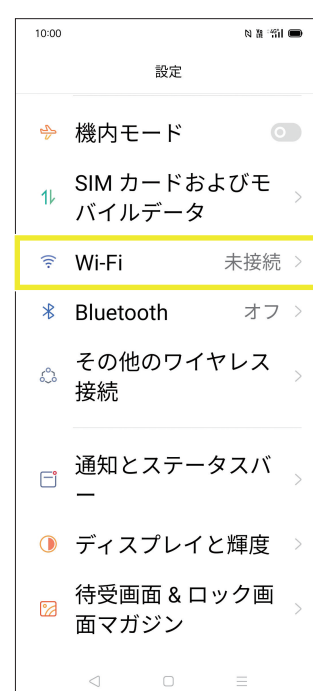 10:00
設定
機内モード
SIM カードおよびモ
バイルデータ
Wi-Fi 未接続
Bluetooth オフ
その他のワイヤレス
接続
通知とステータスバ
ー
ディスプレイと輝度
待受画面 & ロック画
面マガジン